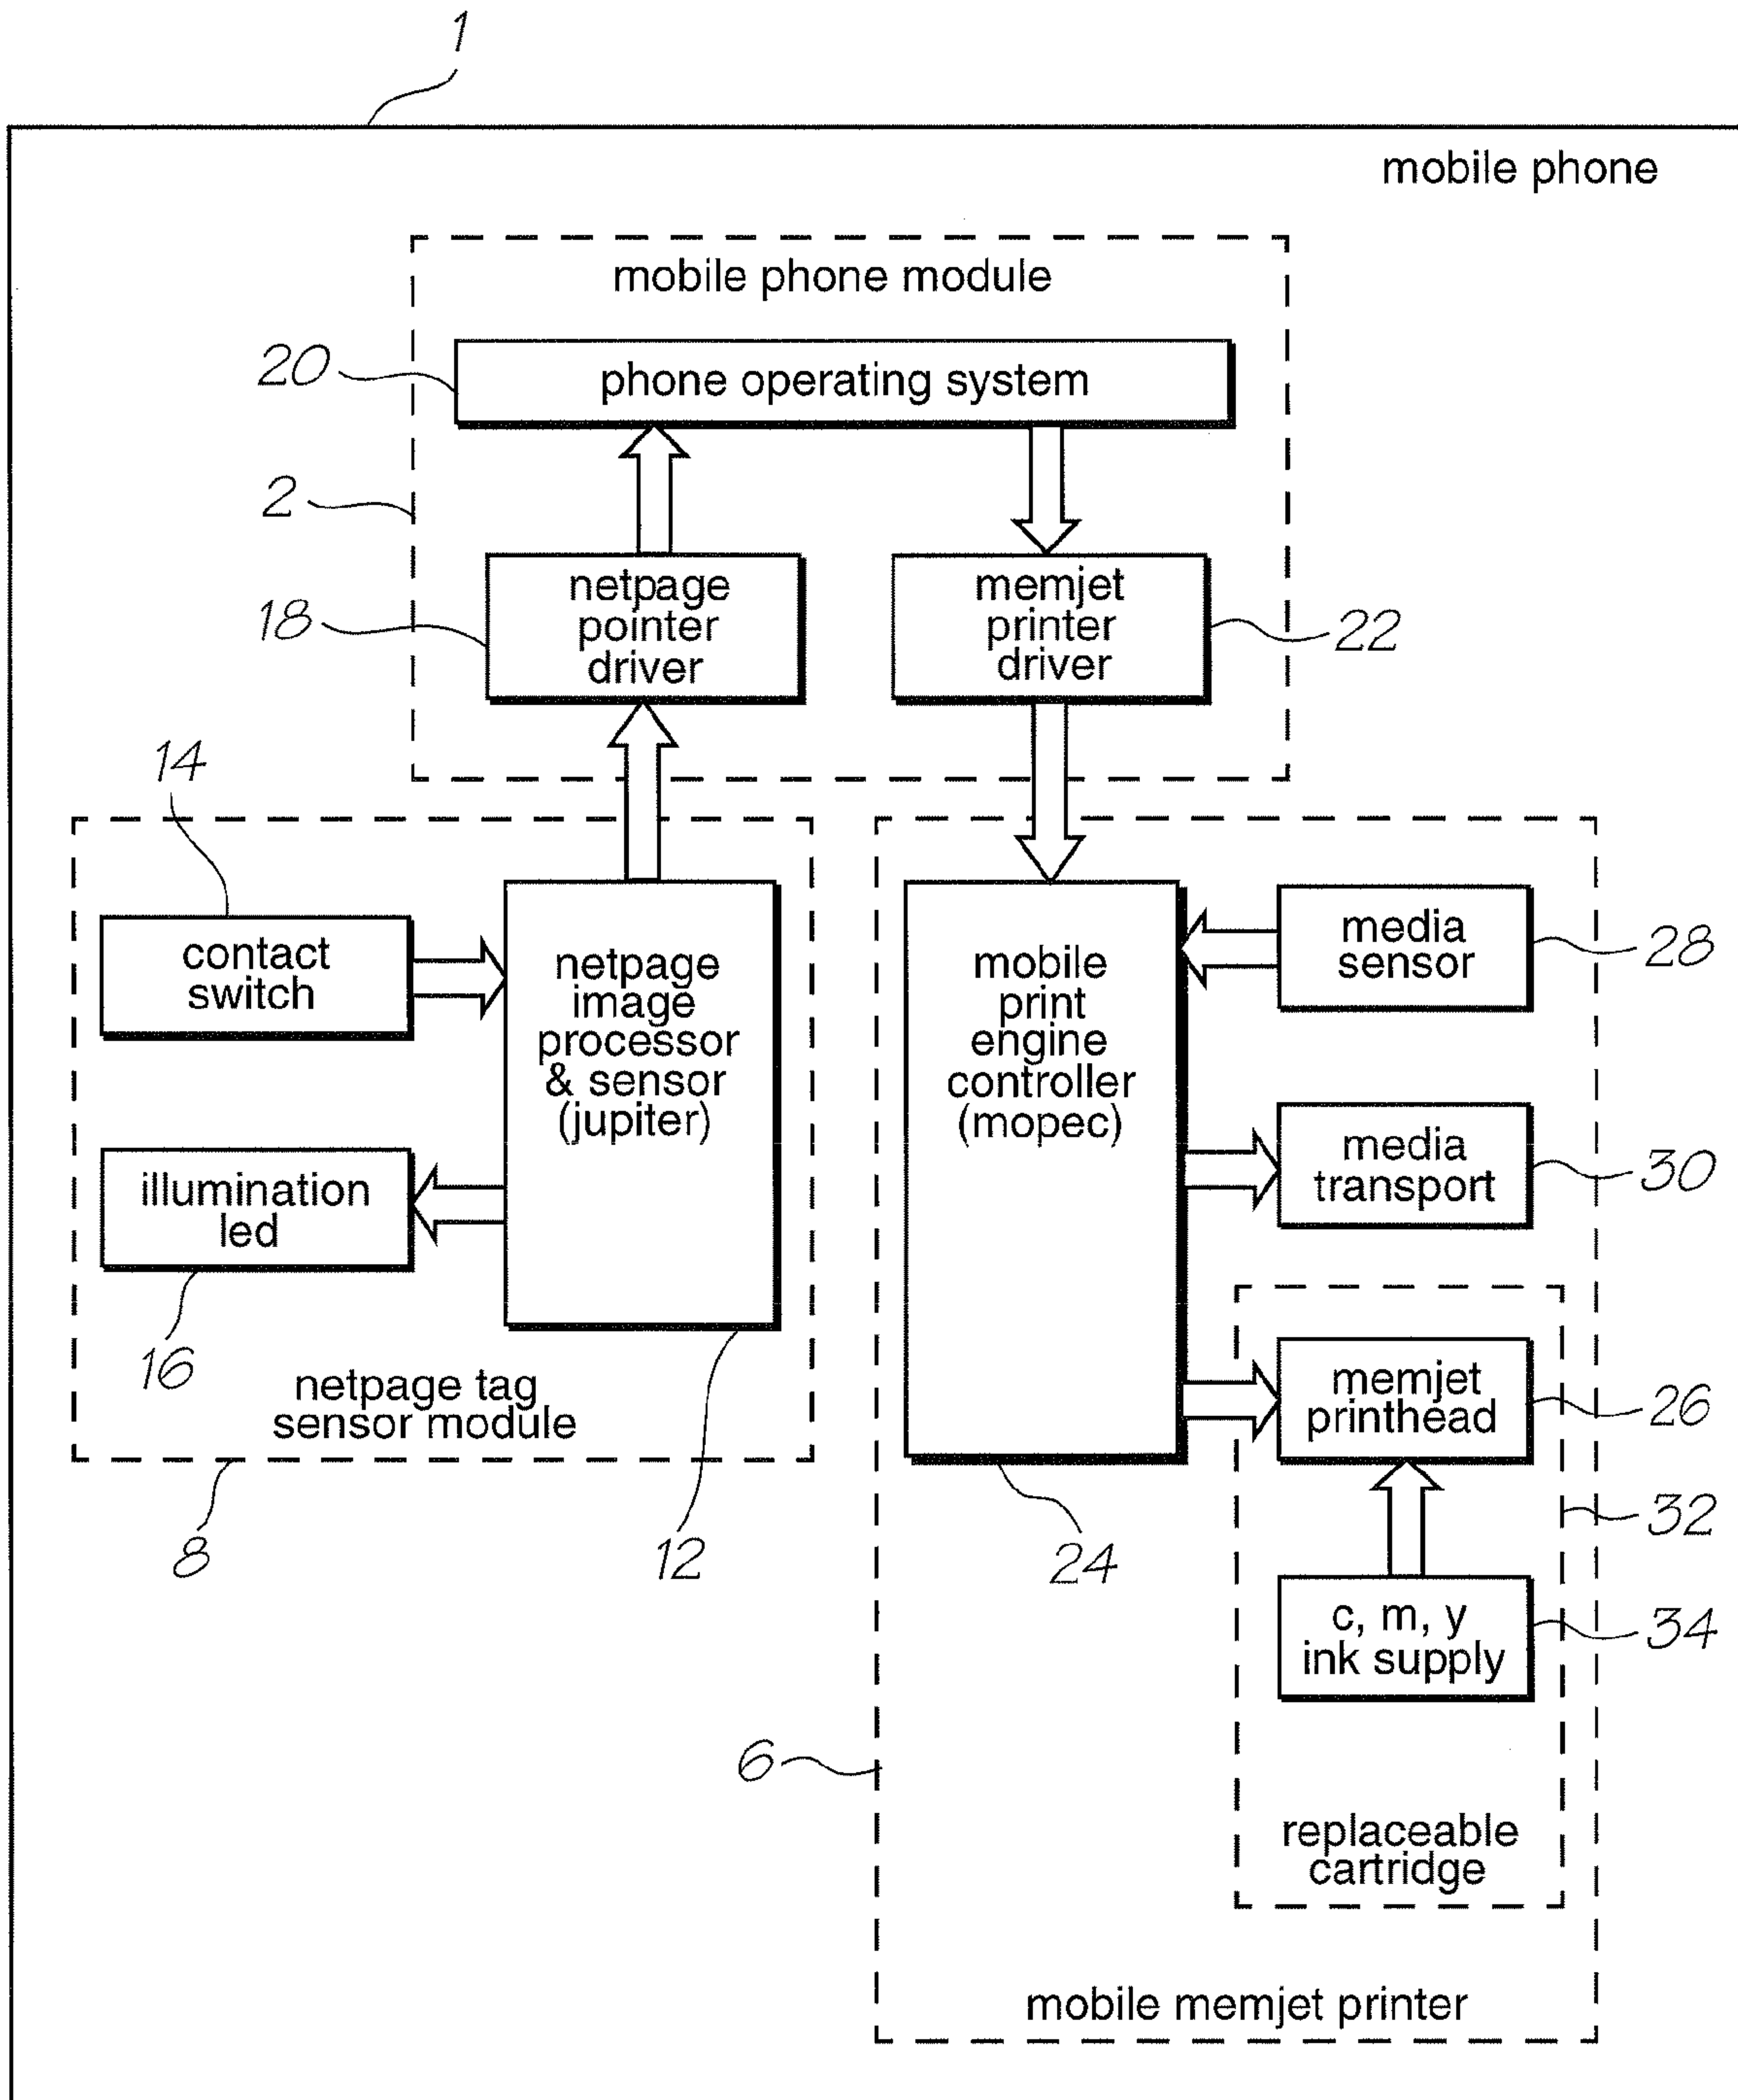 1
mobile phone
mobile phone module
20
phone operating system
2
netpage
pointer
driver
18
memjet
printer
driver
22
14
contact
switch
netpage
image
processor
& sensor
(jupiter)
illumination
led
16
netpage tag
sensor module
8
12
mobile
print
engine
controller
(mopec)
media
sensor
28
media
transport
30
memjet
printhead
26
32
24
c, m, y
ink supply
34
6
replaceable
cartridge
mobile memjet printer